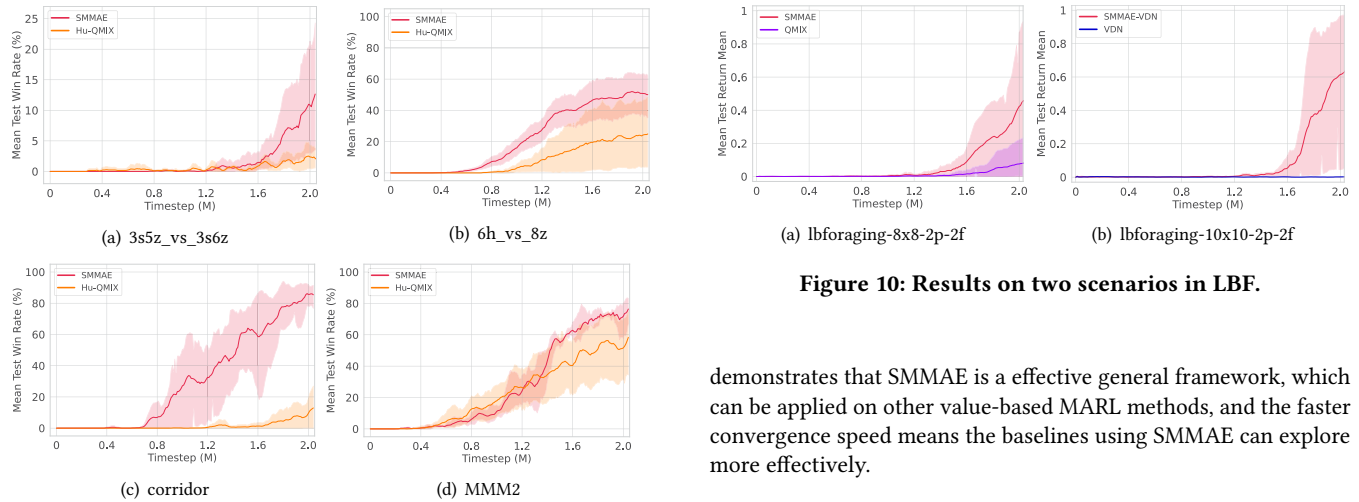 SMMAE
Hu-QMIX
Mean Test Win Rate (%)
25
20
15
10
5
0
0 0.4 0.8 1.2 1.6 2.0
Timestep (M)
(a) 3s5z_vs_3s6z
SMMAE
Hu-QMIX
Mean Test Win Rate (%)
100
80
60
40
20
0
0 0.4 0.8 1.2 1.6 2.0
Timestep (M)
(b) 6h_vs_8z
SMMAE
Hu-QMIX
Mean Test Win Rate (%)
100
80
60
40
20
0
0 0.4 0.8 1.2 1.6 2.0
Timestep (M)
(c) corridor
SMMAE
Hu-QMIX
Mean Test Win Rate (%)
100
80
60
40
20
0
0 0.4 0.8 1.2 1.6 2.0
Timestep (M)
(d) MMM2
SMMAE
QMIX
Mean Test Return Mean
1
0.8
0.6
0.4
0.2
0
0 0.4 0.8 1.2 1.6 2.0
Timestep (M)
(a) lbforaging-8x8-2p-2f
SMMAE-VDN
VDN
Mean Test Return Mean
1
0.8
0.6
0.4
0.2
0
0 0.4 0.8 1.2 1.6 2.0
Timestep (M)
(b) lbforaging-10x10-2p-2f
Figure 10: Results on two scenarios in LBF.
demonstrates that SMMAE is a effective general framework, which
can be applied on other value-based MARL methods, and the faster
convergence speed means the baselines using SMMAE can explore
more effectively.